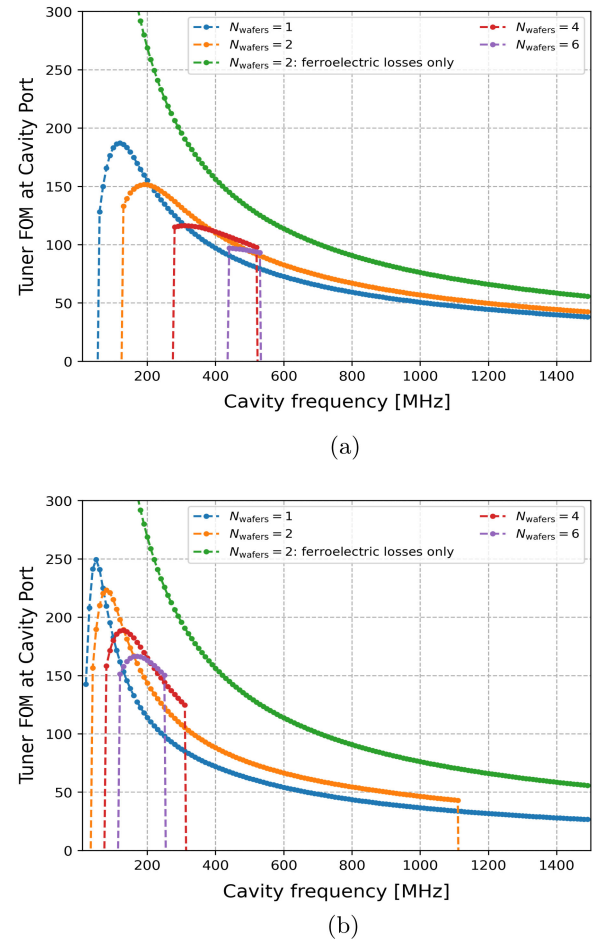 300
250
200
150
100
50
0
Tuner FOM at Cavity Port
N_wafers = 1
N_wafers = 2
N_wafers = 2: ferroelectric losses only
N_wafers = 4
N_wafers = 6
200 400 600 800 1000 1200 1400
Cavity frequency [MHz]
(a)
300
250
200
150
100
50
0
Tuner FOM at Cavity Port
N_wafers = 1
N_wafers = 2
N_wafers = 2: ferroelectric losses only
N_wafers = 4
N_wafers = 6
200 400 600 800 1000 1200 1400
Cavity frequency [MHz]
(b)